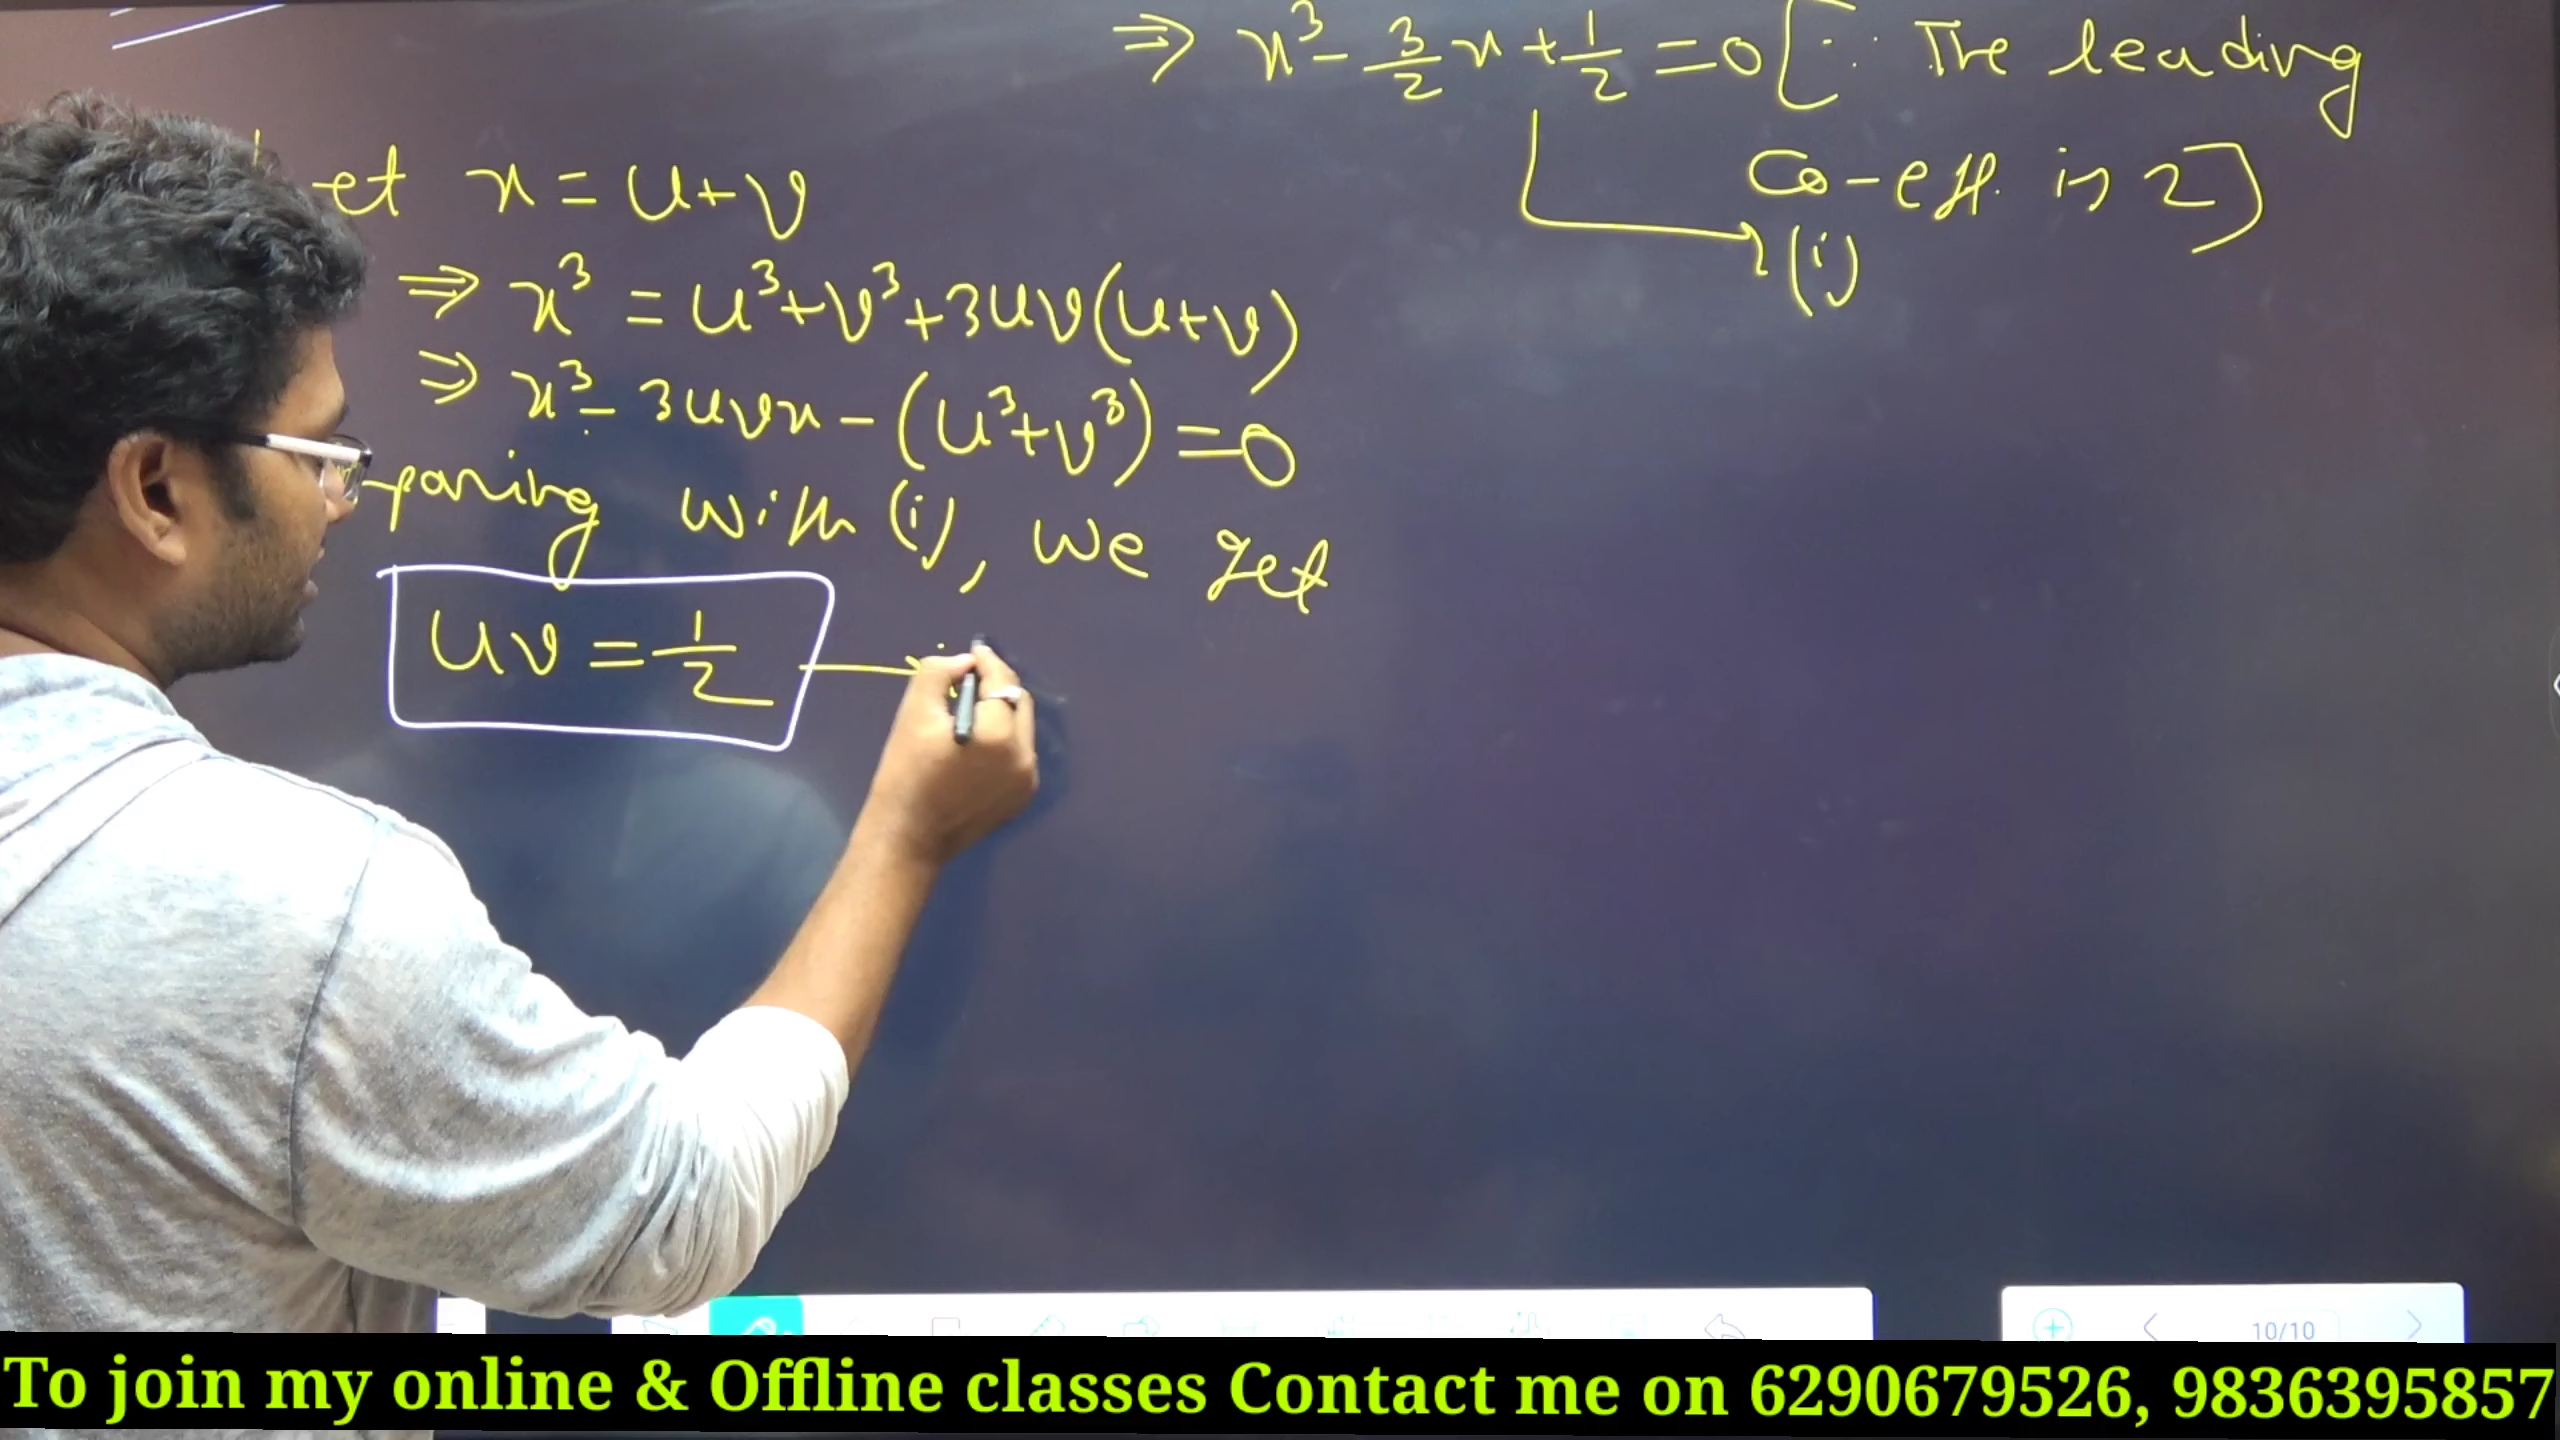 ⇒ x³ - 3/2 x + 1/2 = 0 [∵ The leading
Co-eff. is 2]
(i)
et x = u+v
⇒ x³ = u³+v³+3uv(u+v)
⇒ x³ - 3uvx - (u³+v³) = 0
-paring with (i), we get
uv = 1/2 →
10/10
To join my online & Offline classes Contact me on 6290679526, 9836395857